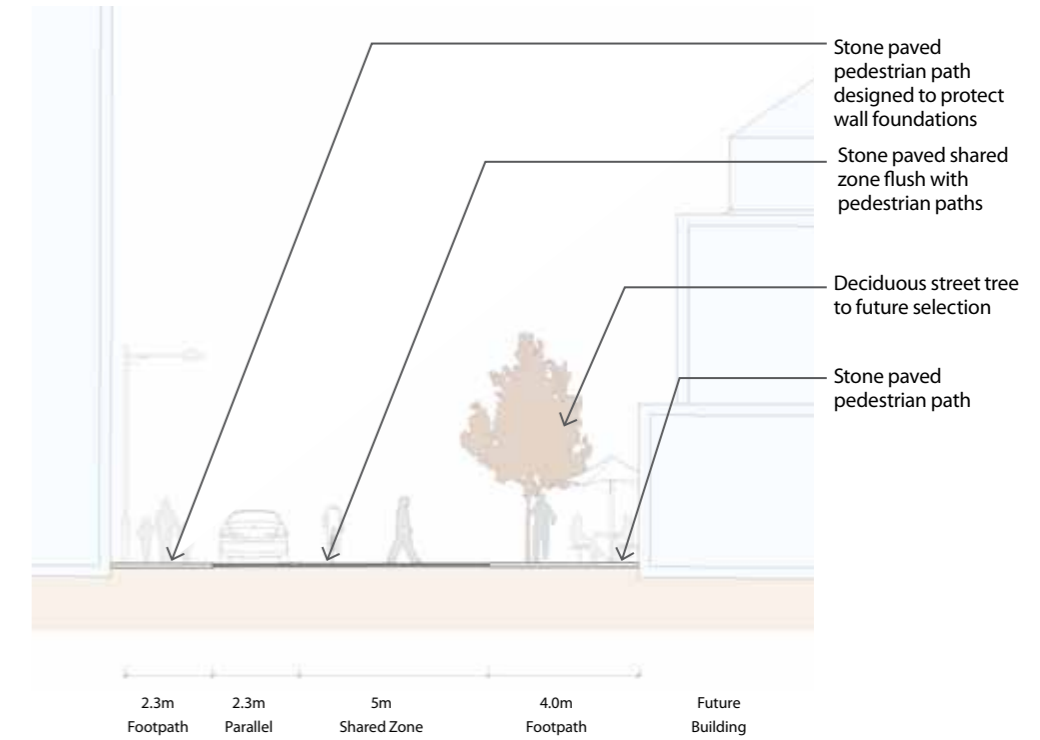 Stone paved
pedestrian path
designed to protect
wall foundations
Stone paved shared
zone flush with
pedestrian paths
Deciduous street tree
to future selection
Stone paved
pedestrian path
2.3m
Footpath
2.3m
Parallel
5m
Shared Zone
4.0m
Footpath
Future
Building